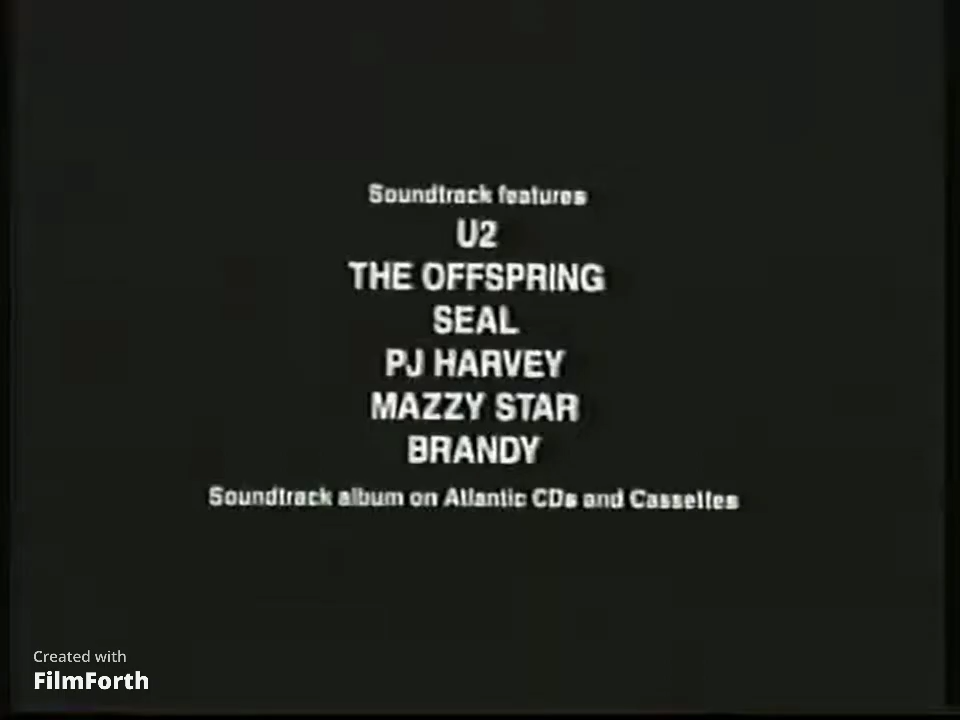 Soundtrack features
U2
THE OFFSPRING
SEAL
PJ HARVEY
MAZZY STAR
BRANDY
Soundtrack album on Atlantic CDs and Cassettes
Created with
FilmForth